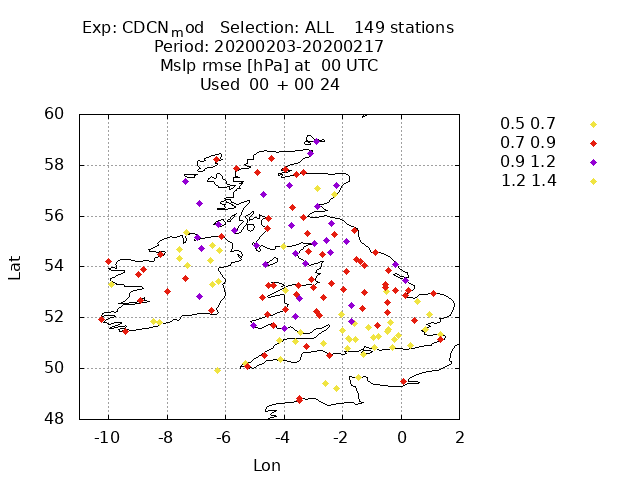 Exp: CDCNmod Selection: ALL 149 stations
Period: 20200203-20200217
Mslp rmse [hPa] at 00 UTC
Used 00 + 00 24
60
58
56
54
52
50
48
Lat
-10 -8 -6 -4 -2 0 2
Lon
0.5 0.7
0.7 0.9
0.9 1.2
1.2 1.4